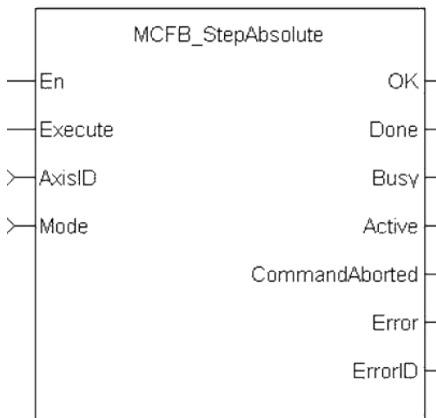 MCFB_StepAbsolute
En OK
Execute Done
AxisID Busy
Mode Active
CommandAborted
Error
ErrorID